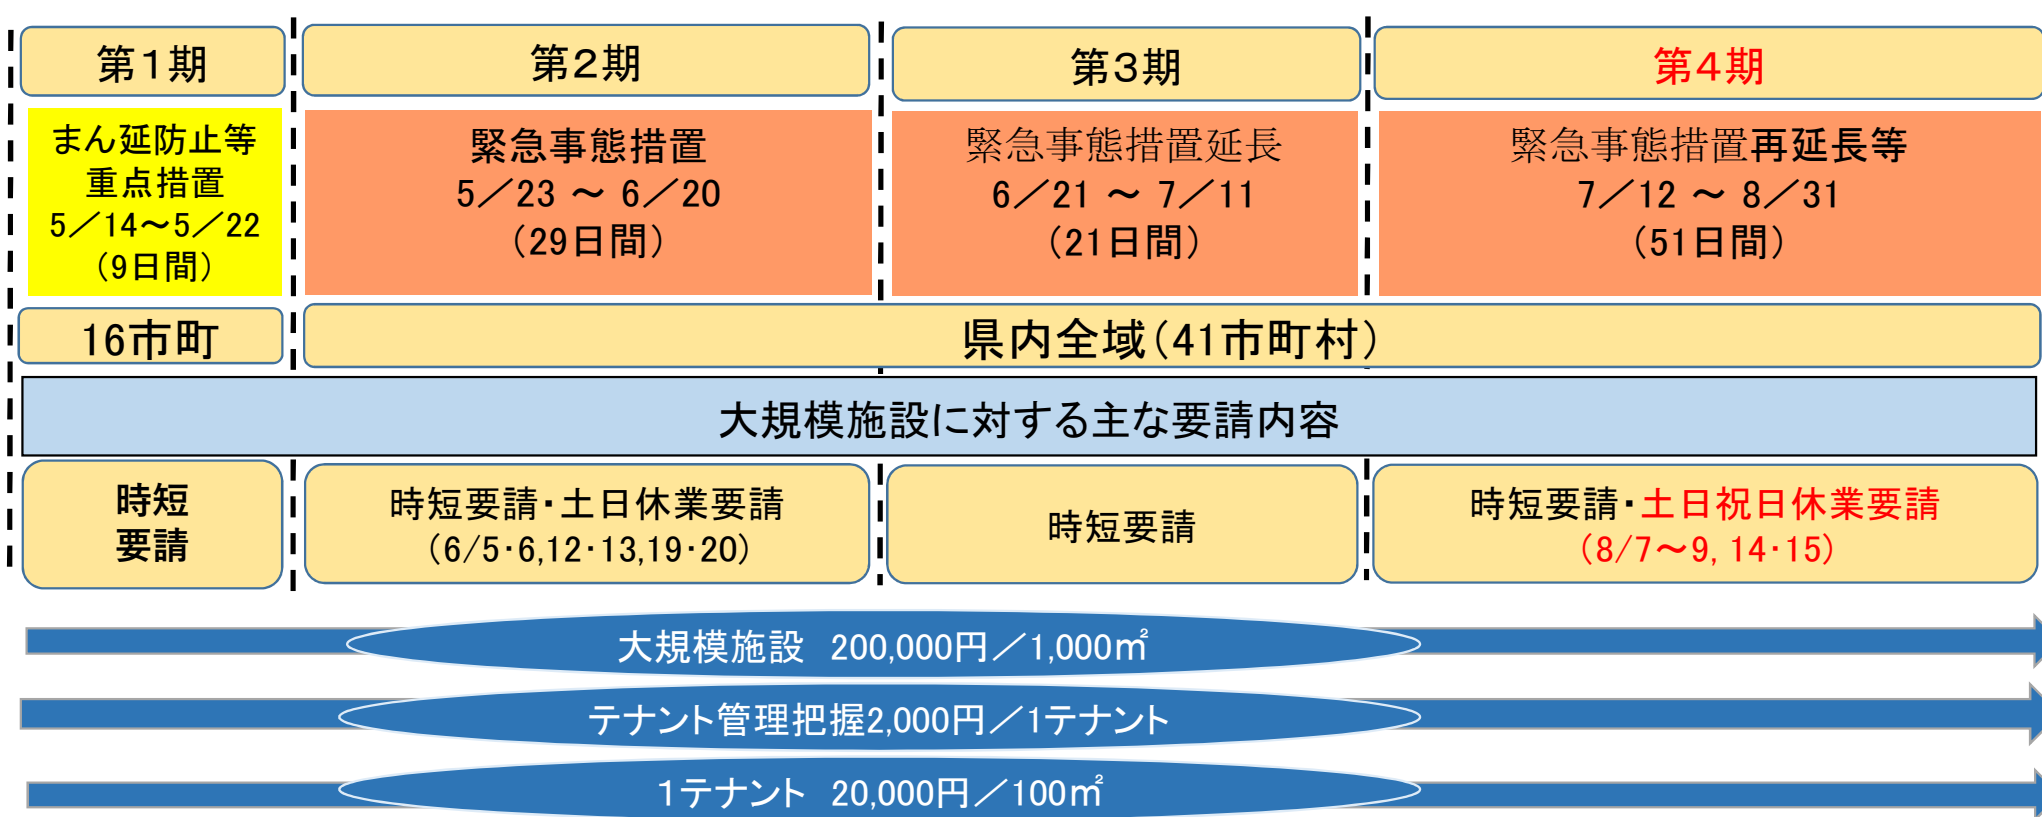 第1期
第2期
第3期
第4期
まん延防止等
重点措置
5／14～5／22
（9日間）
緊急事態措置
5／23 ～ 6／20
（29日間）
緊急事態措置延長
6／21 ～ 7／11
（21日間）
緊急事態措置再延長等
7／12 ～ 8／31
（51日間）
16市町
県内全域（41市町村）
大規模施設に対する主な要請内容
時短
要請
時短要請・土日休業要請
（6/5・6,12・13,19・20）
時短要請
時短要請・土日祝日休業要請
（8/7～9, 14・15）
大規模施設　200,000円／1,000㎡
テナント管理把握2,000円／1テナント
1テナント　20,000円／100㎡